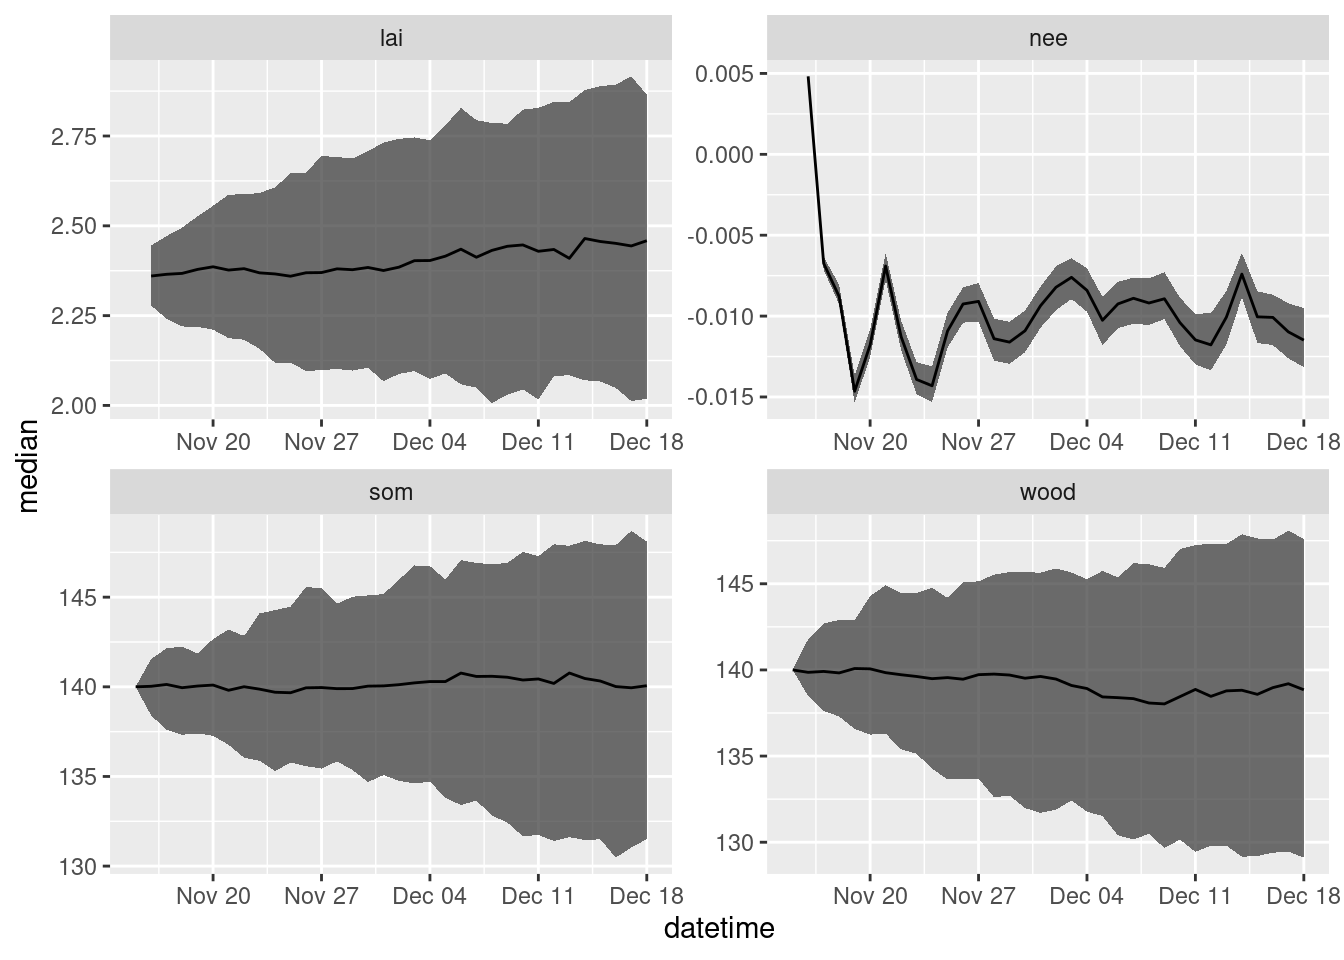 lai
nee
2.75
2.50
2.25
2.00
0.005
0.000
-0.005
-0.010
-0.015
Nov 20 Nov 27 Dec 04 Dec 11 Dec 18
Nov 20 Nov 27 Dec 04 Dec 11 Dec 18
median
som
wood
145
140
135
130
145
140
135
130
Nov 20 Nov 27 Dec 04 Dec 11 Dec 18
Nov 20 Nov 27 Dec 04 Dec 11 Dec 18
datetime